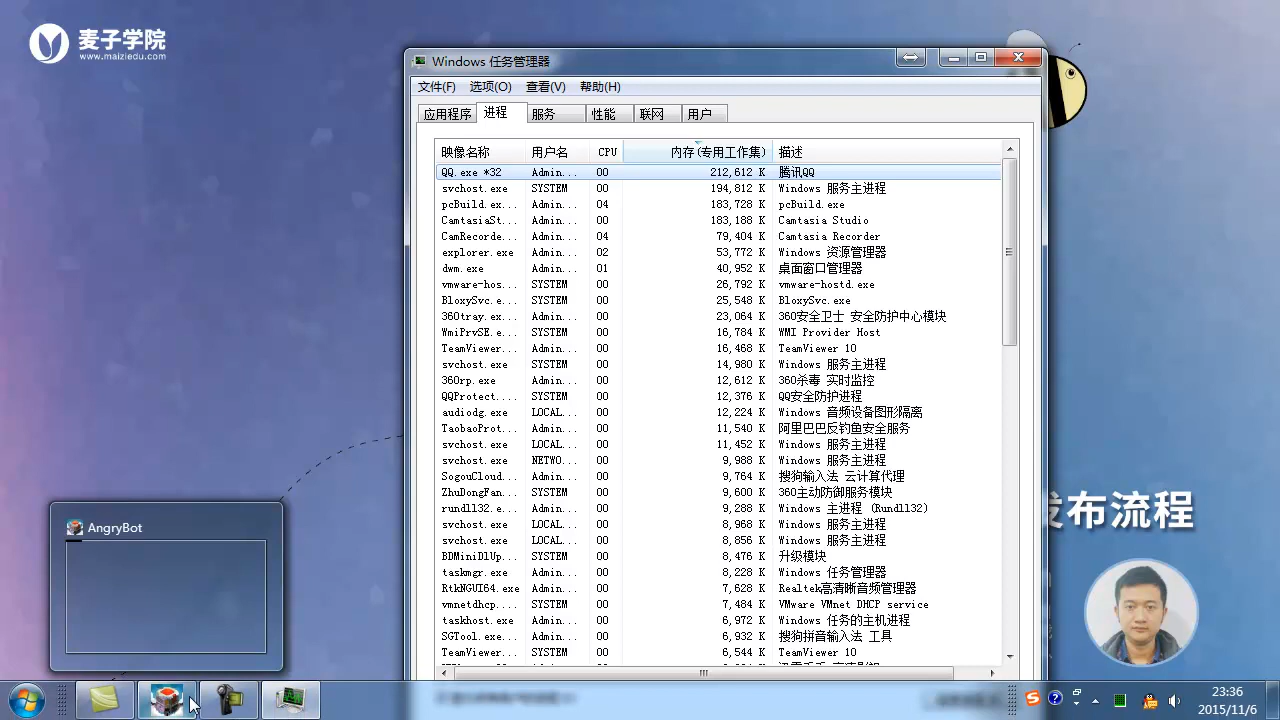 麦子学院
www.maiziedu.com
Windows 任务管理器
文件(F) 选项(O) 查看(V) 帮助(H)
应用程序 进程 服务 性能 联网 用户
映像名称 用户名 CPU 内存(专用工作集) 描述
QQ.exe *32 Admin... 00 212,612 K 腾讯QQ
svchost.exe SYSTEM 00 194,812 K Windows 服务主进程
pcBuild.ex... Admin... 04 183,728 K pcBuild.exe
CamtasiaSt... Admin... 00 183,188 K Camtasia Studio
CamRecorde... Admin... 04 79,404 K Camtasia Recorder
explorer.exe Admin... 02 53,772 K Windows 资源管理器
dwm.exe Admin... 01 40,952 K 桌面窗口管理器
vmware-hos... SYSTEM 00 26,792 K vmware-hostd.exe
BloxySvc.e... SYSTEM 00 25,548 K BloxySvc.exe
360tray.ex... Admin... 00 23,064 K 360安全卫士 安全防护中心模块
WmiPrvSE.e... SYSTEM 00 16,784 K WMI Provider Host
TeamViewer... Admin... 00 16,468 K TeamViewer 10
svchost.exe SYSTEM 00 14,980 K Windows 服务主进程
360rp.exe Admin... 00 12,612 K 360杀毒 实时监控
QQProtect.... SYSTEM 00 12,376 K QQ安全防护进程
audiodg.exe LOCAL... 00 12,224 K Windows 音频设备图形隔离
TaobaoProt... Admin... 00 11,540 K 阿里巴巴反钓鱼安全服务
svchost.exe LOCAL... 00 11,452 K Windows 服务主进程
svchost.exe NETWO... 00 9,988 K Windows 服务主进程
SogouCloud... Admin... 00 9,764 K 搜狗输入法 云计算代理
ZhuDongFan... SYSTEM 00 9,600 K 360主动防御服务模块
rundll32.e... Admin... 00 9,288 K Windows 主进程 (Rundll32)
svchost.exe LOCAL... 00 8,968 K Windows 服务主进程
svchost.exe LOCAL... 00 8,858 K Windows 服务主进程
BDMiniDlUp... SYSTEM 00 8,476 K 升级模块
taskmgr.exe Admin... 00 8,228 K Windows 任务管理器
RtkNGUI64.exe Admin... 00 7,628 K Realtek高清晰音频管理器
vmnetdhcp.... SYSTEM 00 7,484 K VMware VMnet DHCP service
taskhost.exe Admin... 00 6,972 K Windows 任务的主机进程
SGTool.exe... Admin... 00 6,932 K 搜狗拼音输入法 工具
TeamViewer... SYSTEM 00 6,544 K TeamViewer 10
发布流程
AngryBot
23:36
2015/11/6